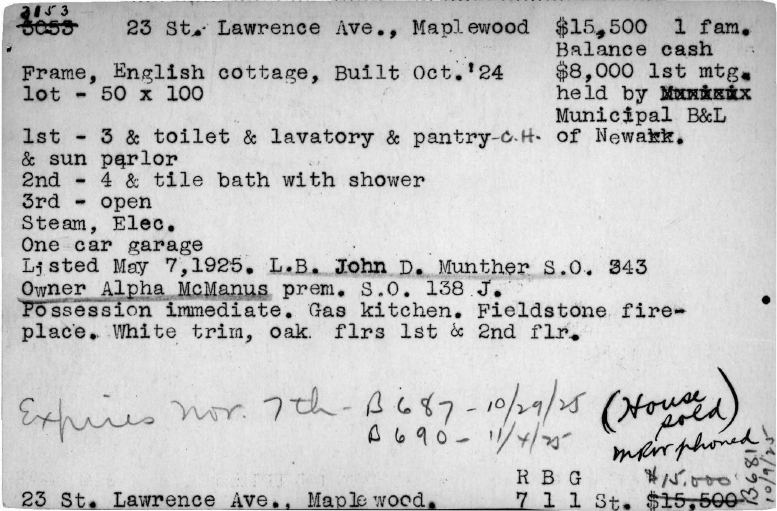 3153
3053 23 St. Lawrence Ave., Maplewood $15,500 1 fam.
Balance cash
Frame, English cottage, Built Oct.'24 $8,000 1st mtg.
lot - 50 x 100 held by
Municipal B&L
1st - 3 & toilet & lavatory & pantry-C.H. of Newark.
& sun parlor
2nd - 4 & tile bath with shower
3rd - open
Steam, Elec.
One car garage
Listed May 7,1925. L.B. John D. Munther S.O. 343
Owner Alpha McManus prem. S.O. 138 J.
Possession immediate. Gas kitchen. Fieldstone fire-
place. White trim, oak flrs 1st & 2nd flr.
Expires Nov. 7th - B687 - 10/29/25 (House sold)
B690 - 11/4/25
phoned
B681
10/9/25
R B G $15.000
23 St. Lawrence Ave., Maplewood. 7 1 1 St. $15,500